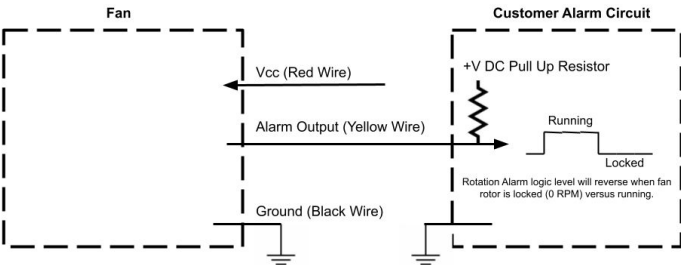 Fan
Customer Alarm Circuit
Vcc (Red Wire)
+V DC Pull Up Resistor
Alarm Output (Yellow Wire)
Running
Locked
Rotation Alarm logic level will reverse when fan
rotor is locked (0 RPM) versus running.
Ground (Black Wire)